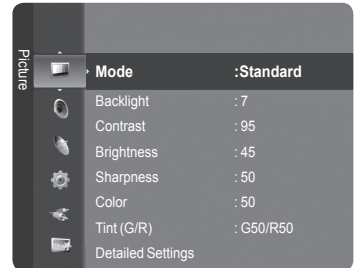 Picture
Mode :Standard
Backlight : 7
Contrast : 95
Brightness : 45
Sharpness : 50
Color : 50
Tint (G/R) : G50/R50
Detailed Settings